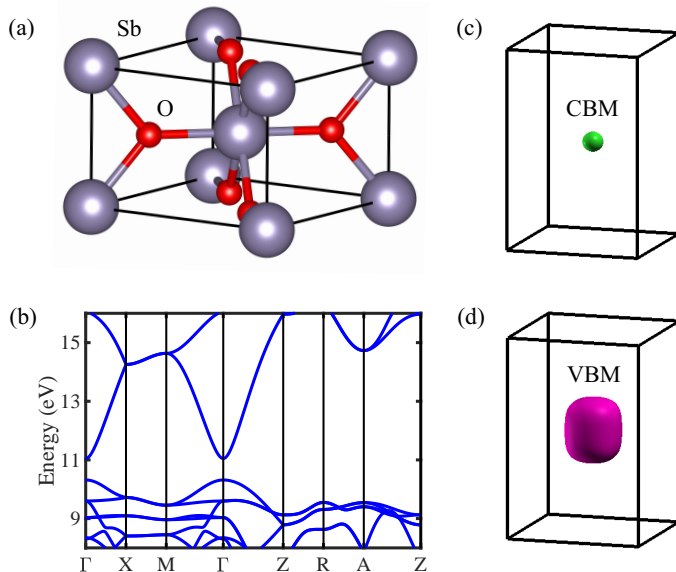 (a)
Sb
O
(b)
Energy (eV)
15
13
11
9
Γ X M Γ Z R A Z
(c)
CBM
(d)
VBM